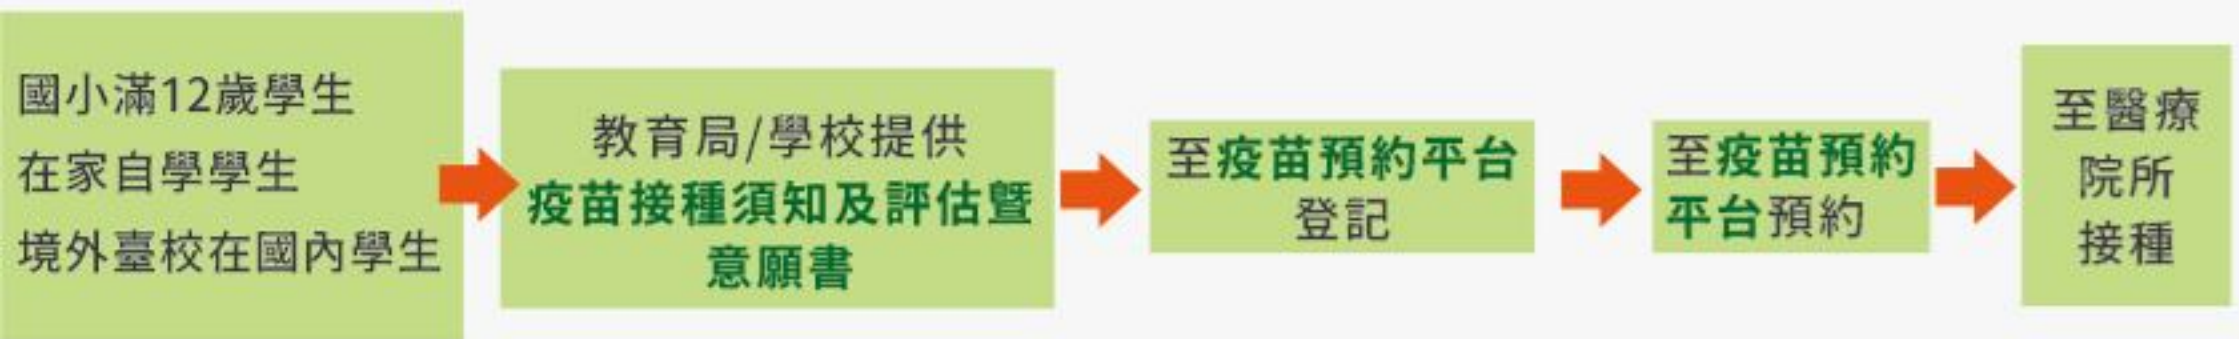 國小滿12歲學生
在家自學學生
境外臺校在國內學生
教育局/學校提供
疫苗接種須知及評估暨
意願書
至疫苗預約平台
登記
至疫苗預約
平台預約
至醫療
院所
接種